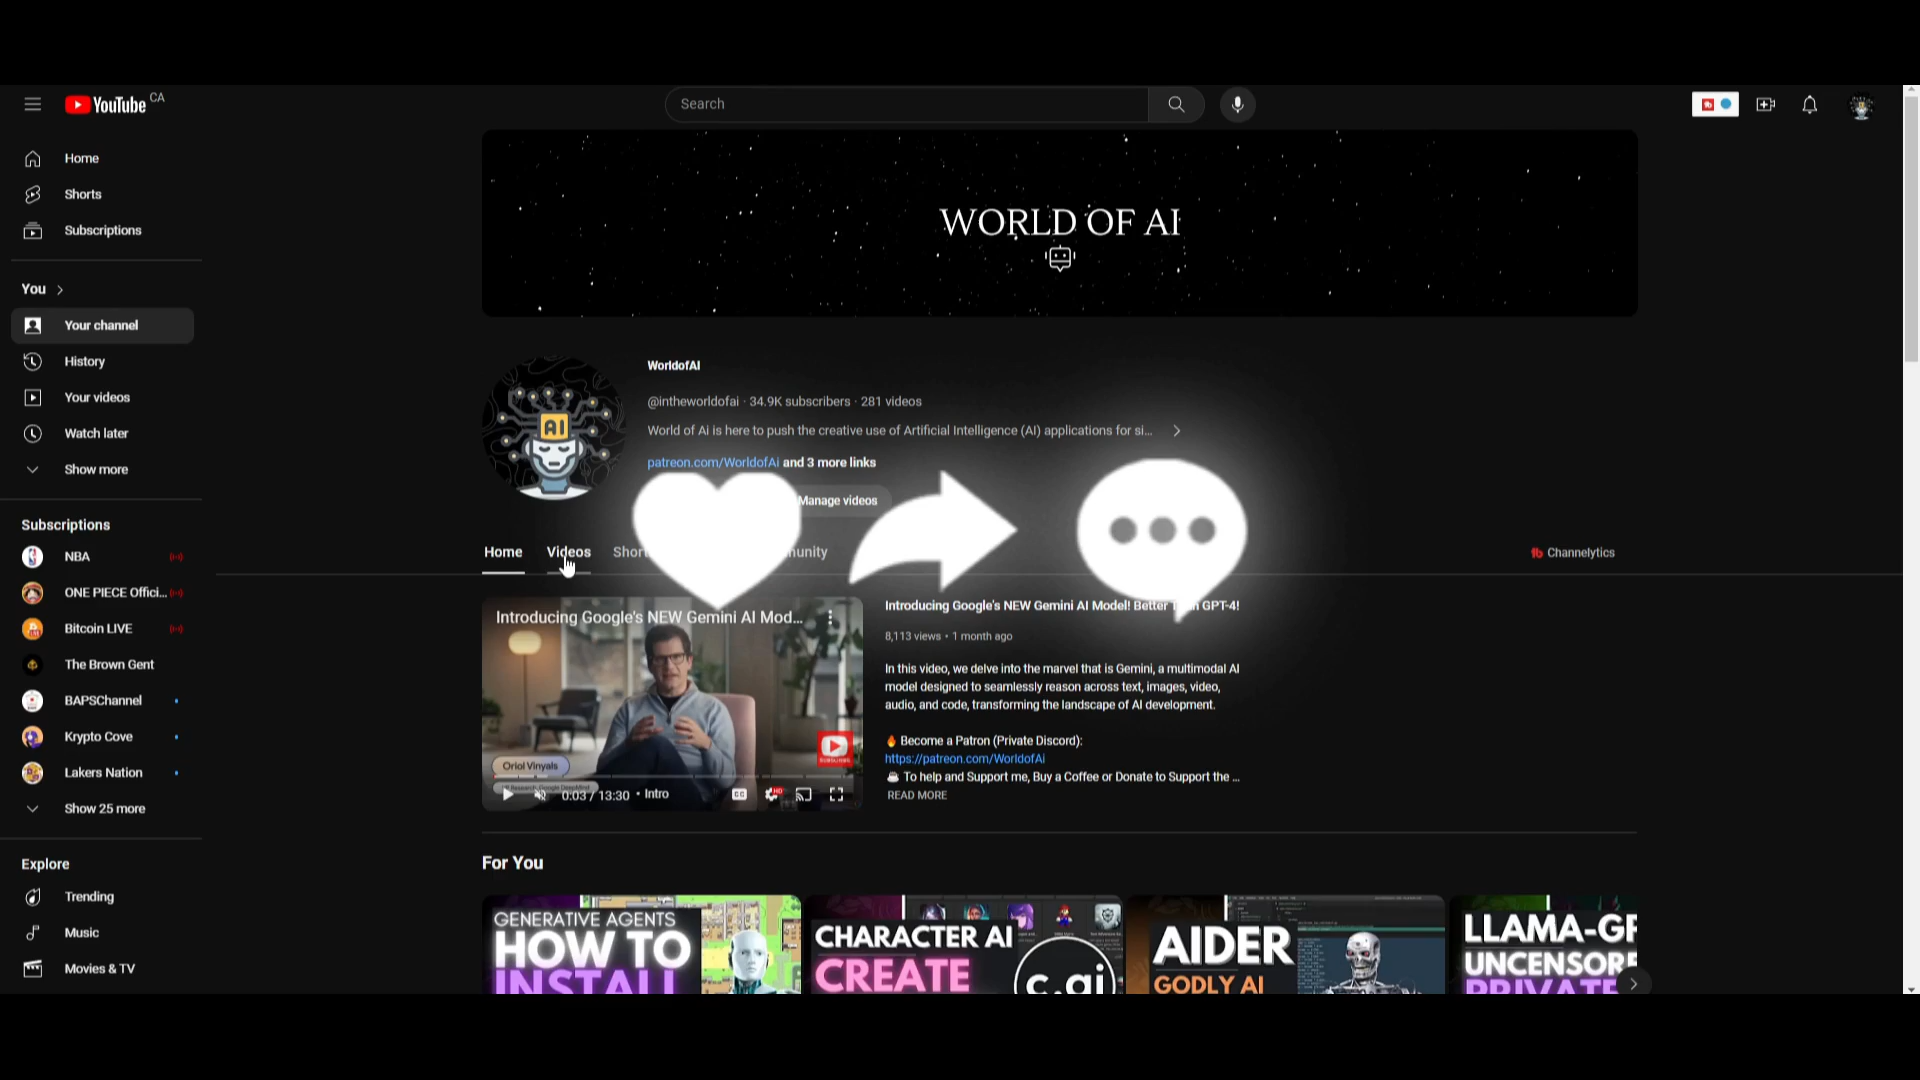 YouTube CA
Search
Home
Shorts
Subscriptions
You
Your channel
History
Your videos
Watch later
Show more
Subscriptions
NBA
ONE PIECE Offici...
Bitcoin LIVE
The Brown Gent
BAPSChannel
Krypto Cove
Lakers Nation
Show 25 more
Explore
Trending
Music
Movies & TV
WORLD OF AI
AI
WorldofAI
@intheworldofai · 34.9K subscribers · 281 videos
World of Ai is here to push the creative use of Artificial Intelligence (AI) applications for si...
patreon.com/WorldofAi and 3 more links
Manage videos
Home
Videos
Channelytics
Introducing Google's NEW Gemini AI Mod...
Oriol Vinyals
0:03 / 13:30 • Intro
Introducing Google's NEW Gemini AI Model! Better GPT-4!
8,113 views • 1 month ago
In this video, we delve into the marvel that is Gemini, a multimodal AI
model designed to seamlessly reason across text, images, video,
audio, and code, transforming the landscape of AI development.
🔥 Become a Patron (Private Discord):
https://patreon.com/WorldofAi
☕ To help and Support me, Buy a Coffee or Donate to Support the ...
READ MORE
For You
GENERATIVE AGENTS
HOW TO
INSTALL
CHARACTER AI
CREATE
c.ai
AIDER
GODLY AI
LLAMA-GP
UNCENSORE
PRIVATE